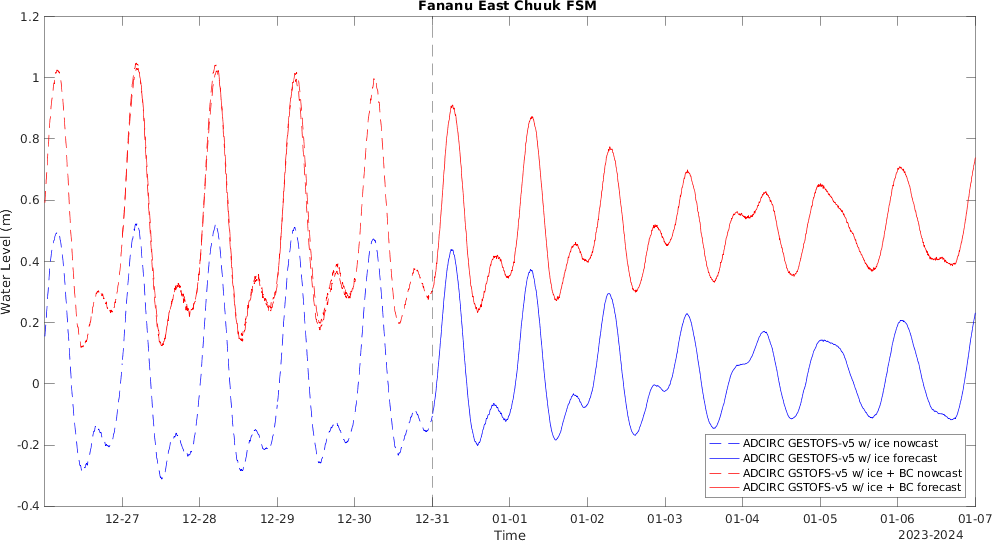 Fananu East Chuuk FSM
1.2
1
0.8
0.6
0.4
0.2
0
-0.2
-0.4
Water Level (m)
ADCIRC GESTOFS-v5 w/ ice nowcast
ADCIRC GESTOFS-v5 w/ ice forecast
ADCIRC GSTOFS-v5 w/ ice + BC nowcast
ADCIRC GSTOFS-v5 w/ ice + BC forecast
12-27 12-28 12-29 12-30 12-31 01-01 01-02 01-03 01-04 01-05 01-06 01-07
Time
2023-2024